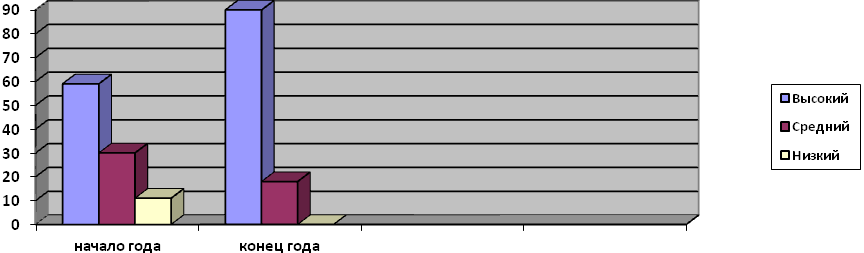 90
80
70
60
50
40
30
20
10
0
начало года
конец года
Высокий
Средний
Низкий